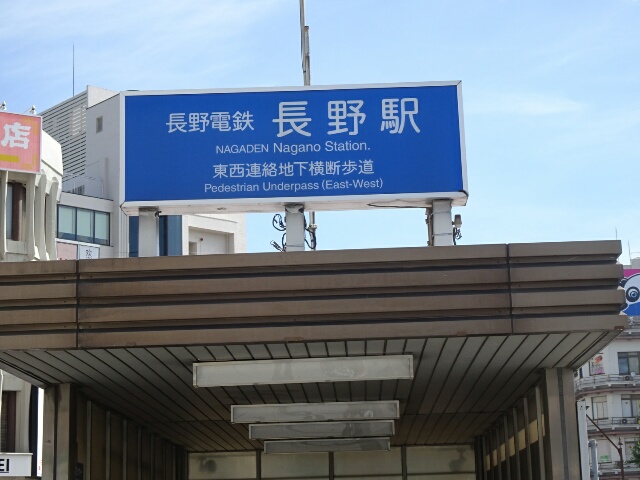 長野電鉄 長野駅
NAGADEN Nagano Station.
東西連絡地下横断歩道
Pedestrian Underpass (East-West)
店